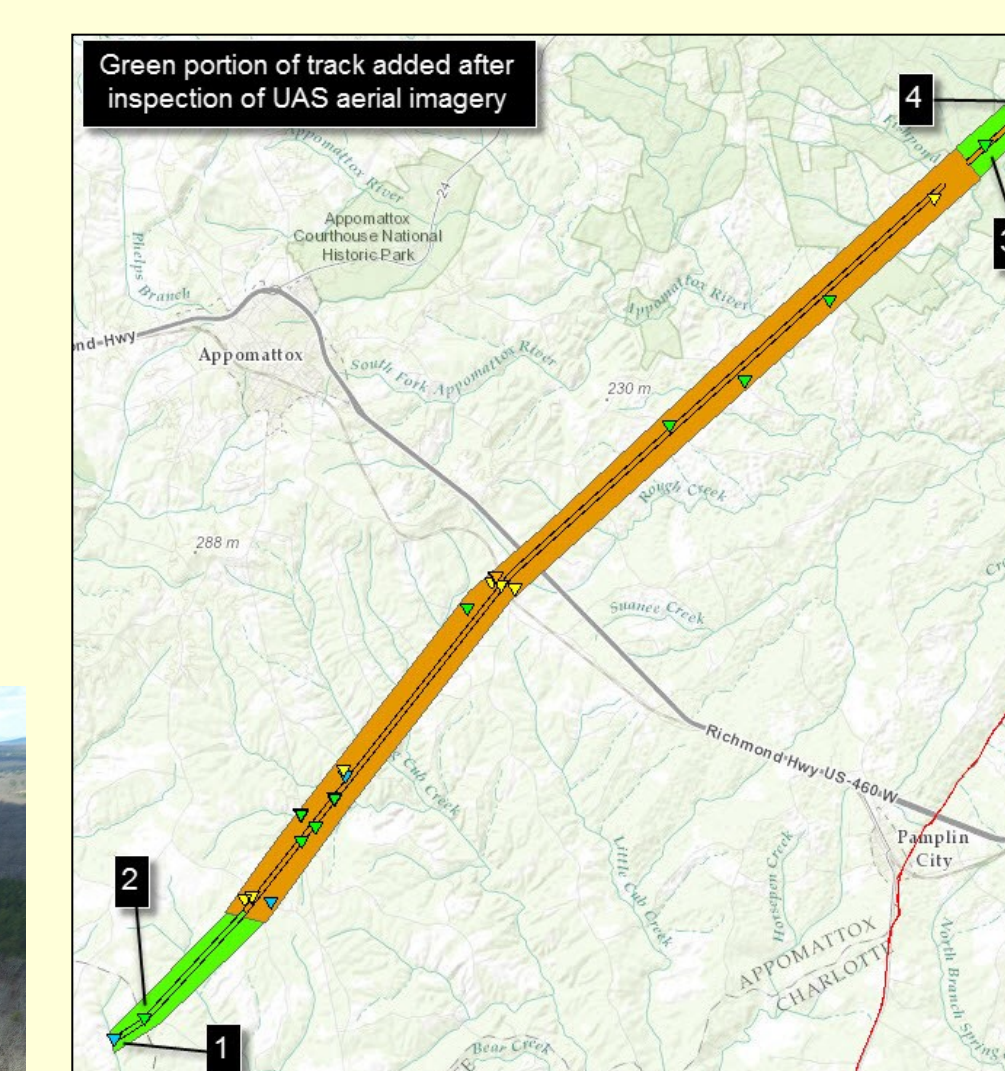 Green portion of track added after
inspection of UAS aerial imagery
4
Fishpond
3
Appomattox River
24
Appomattox
Courthouse National
Historic Park
Phelps Branch
nd-Hwy
Appomattox
South Fork Appomattox River
Appomattox River
230 m
Rough Creek
288 m
Suanee Creek
Cub Creek
Richmond Hwy US-460 W
Pamplin
City
Little Cub Creek
Hosepen Creek
APPOMATTOX
CHARLOTTE
North Branch Spring
2
1
Bear Creek